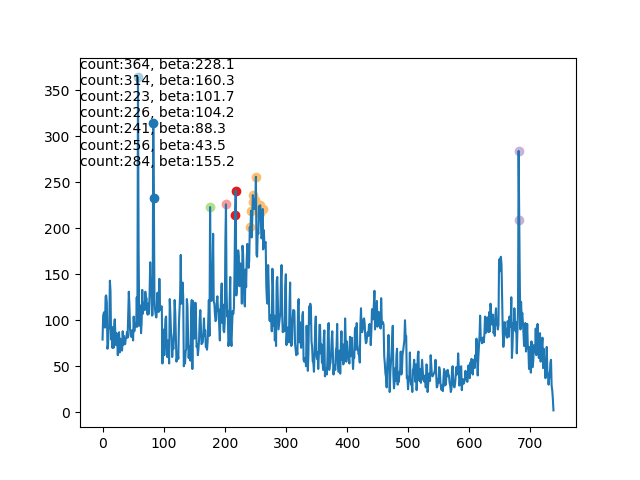 count:364, beta:228.1
count:314, beta:160.3
count:223, beta:101.7
count:226, beta:104.2
count:241, beta:88.3
count:256, beta:43.5
count:284, beta:155.2
350
300
250
200
150
100
50
0
0 100 200 300 400 500 600 700